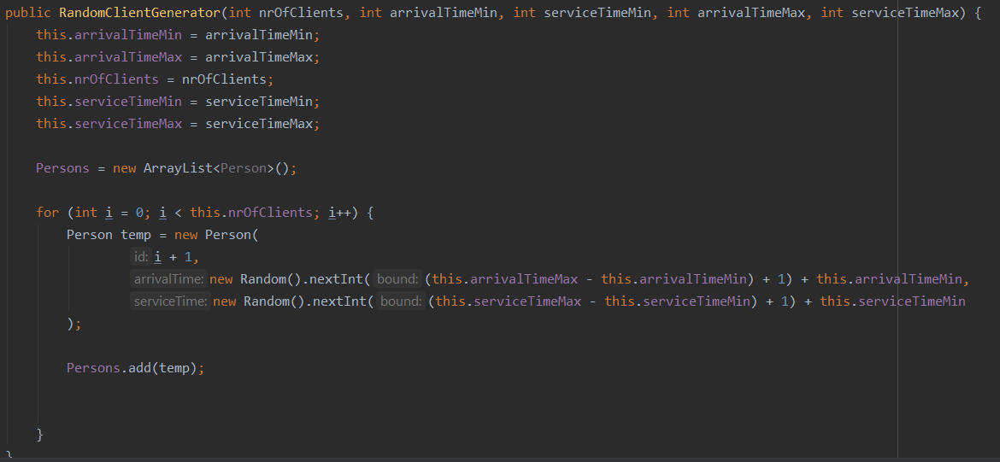 public RandomClientGenerator(int nrOfClients, int arrivalTimeMin, int serviceTimeMin, int arrivalTimeMax, int serviceTimeMax) {
this.arrivalTimeMin = arrivalTimeMin;
this.arrivalTimeMax = arrivalTimeMax;
this.nrOfClients = nrOfClients;
this.serviceTimeMin = serviceTimeMin;
this.serviceTimeMax = serviceTimeMax;
Persons = new ArrayList<Person>();
for (int i = 0; i < this.nrOfClients; i++) {
Person temp = new Person(
id: i + 1,
arrivalTime: new Random().nextInt( bound: (this.arrivalTimeMax - this.arrivalTimeMin) + 1) + this.arrivalTimeMin,
serviceTime: new Random().nextInt( bound: (this.serviceTimeMax - this.serviceTimeMin) + 1) + this.serviceTimeMin
);
Persons.add(temp);
}
}